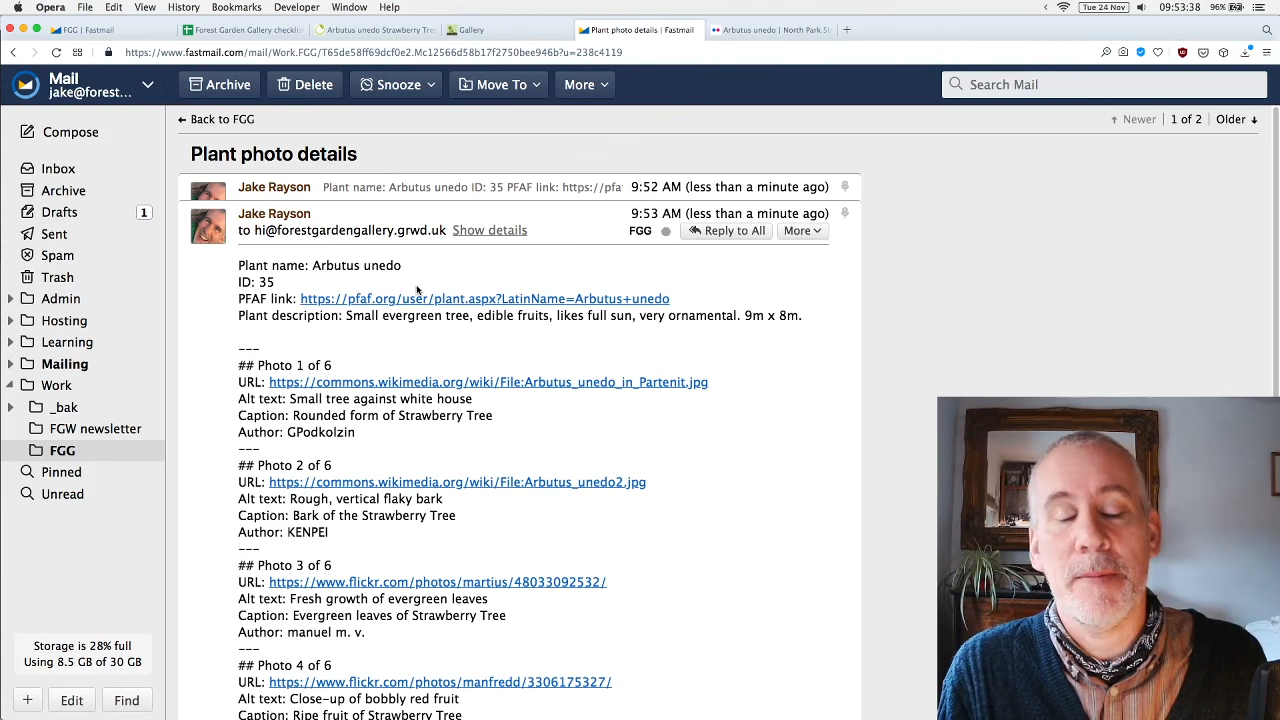 Opera File Edit View History Bookmarks Developer Window Help Tue 24 Nov 09:53:38 96%
FGG | Fastmail Forest Garden Gallery checklis Arbutus unedo Strawberry Tree Gallery Plant photo details | Fastmail Arbutus unedo | North Park St
https://www.fastmail.com/mail/Work.FGG/T65de58ff69dcf0e2.Mc12566d58b17f2750bee946b?u=238c4119
Mail
jake@forest...
Archive Delete Snooze Move To More Search Mail
Compose
Inbox
Archive
Drafts 1
Sent
Spam
Trash
Admin
Hosting
Learning
Mailing
Work
_bak
FGW newsletter
FGG
Pinned
Unread
Storage is 28% full
Using 8.5 GB of 30 GB
+ Edit Find
Back to FGG Newer 1 of 2 Older
Plant photo details
Jake Rayson Plant name: Arbutus unedo ID: 35 PFAF link: https://pfa 9:52 AM (less than a minute ago)
Jake Rayson 9:53 AM (less than a minute ago)
to hi@forestgardengallery.grwd.uk Show details FGG Reply to All More
Plant name: Arbutus unedo
ID: 35
PFAF link: https://pfaf.org/user/plant.aspx?LatinName=Arbutus+unedo
Plant description: Small evergreen tree, edible fruits, likes full sun, very ornamental. 9m x 8m.
---
## Photo 1 of 6
URL: https://commons.wikimedia.org/wiki/File:Arbutus_unedo_in_Partenit.jpg
Alt text: Small tree against white house
Caption: Rounded form of Strawberry Tree
Author: GPodkolzin
---
## Photo 2 of 6
URL: https://commons.wikimedia.org/wiki/File:Arbutus_unedo2.jpg
Alt text: Rough, vertical flaky bark
Caption: Bark of the Strawberry Tree
Author: KENPEI
---
## Photo 3 of 6
URL: https://www.flickr.com/photos/martius/48033092532/
Alt text: Fresh growth of evergreen leaves
Caption: Evergreen leaves of Strawberry Tree
Author: manuel m. v.
---
## Photo 4 of 6
URL: https://www.flickr.com/photos/manfredd/3306175327/
Alt text: Close-up of bobbly red fruit
Caption: Ripe fruit of Strawberry Tree